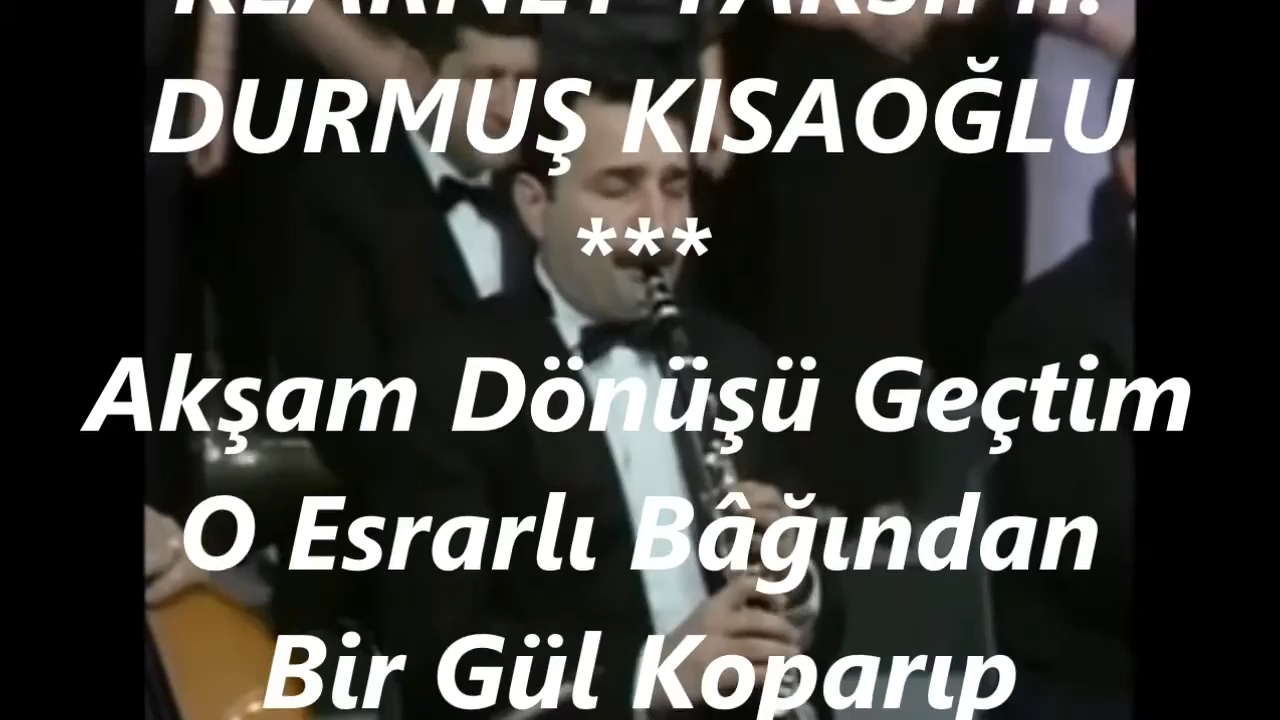 DURMUŞ KISAOĞLU
***
Akşam Dönüşü Geçtim
O Esrarlı Bâğından
Bir Gül Koparıp